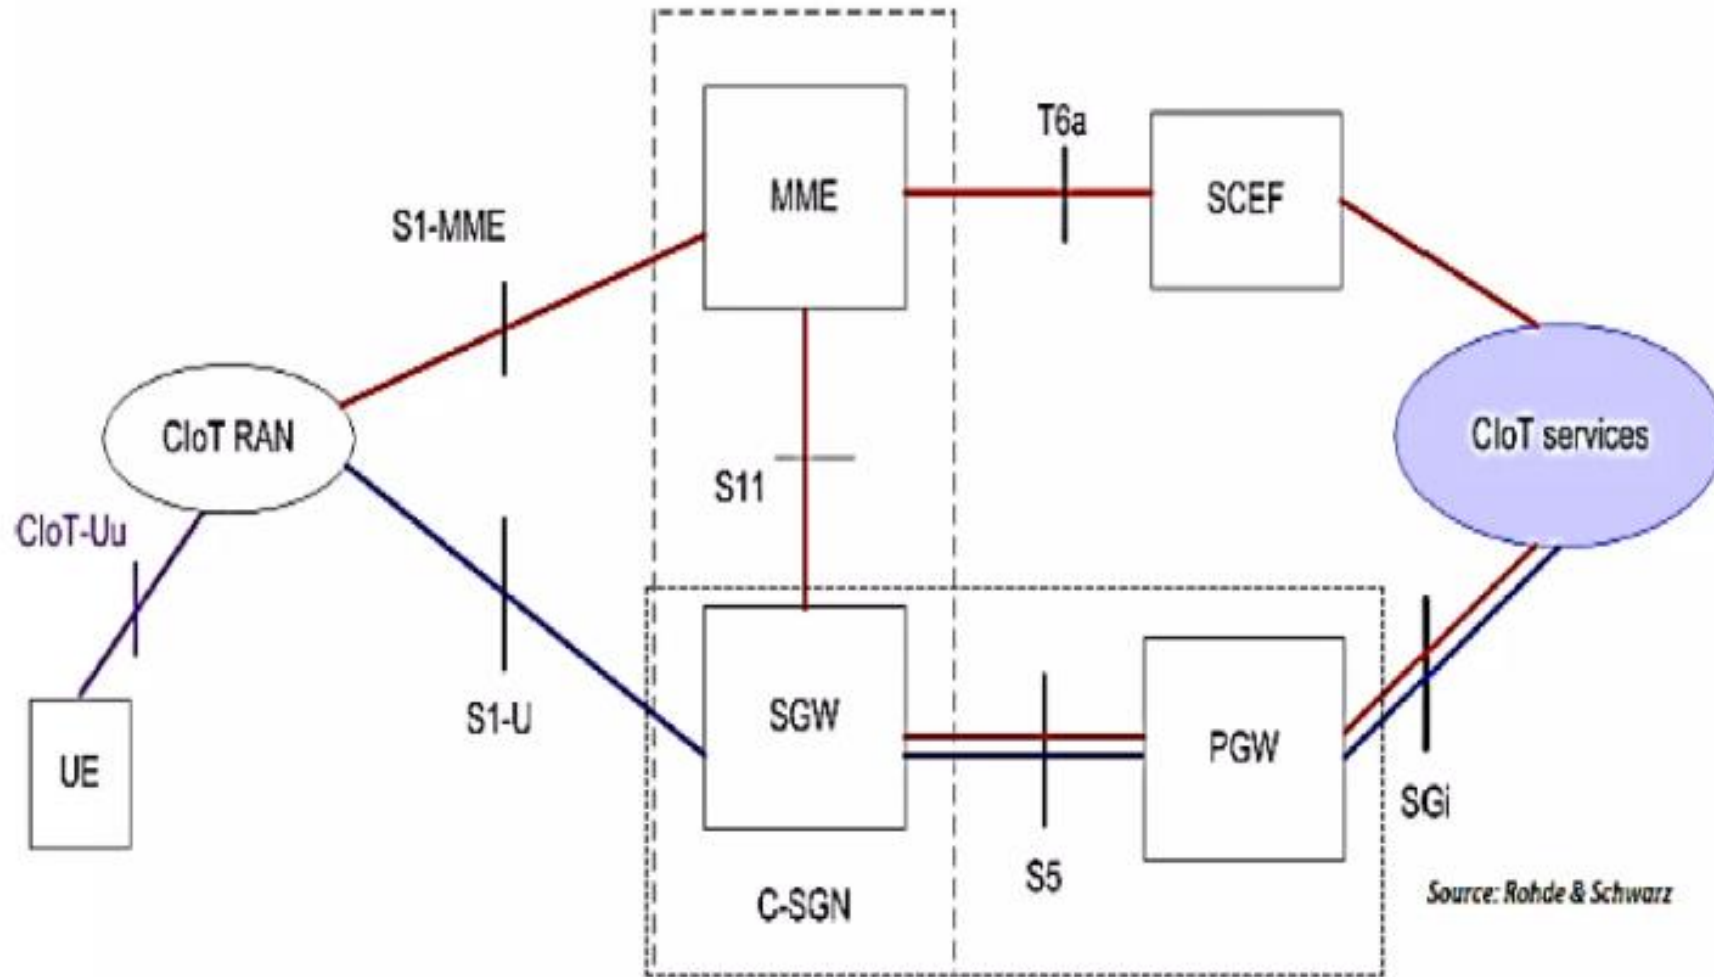 T6a
MME
SCEF
S1-MME
CIoT RAN
CIoT services
S11
CIoT-Uu
S1-U
SGW
PGW
UE
SGi
S5
C-SGN
Source: Rohde & Schwarz